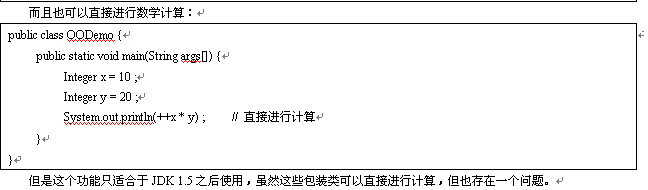 而且也可以直接进行数学计算：
public class OODemo {
public static void main(String args[]) {
Integer x = 10 ;
Integer y = 20 ;
System.out.println(++x * y) ; // 直接进行计算
}
}
但是这个功能只适合于 JDK 1.5 之后使用，虽然这些包装类可以直接进行计算，但也存在一个问题。